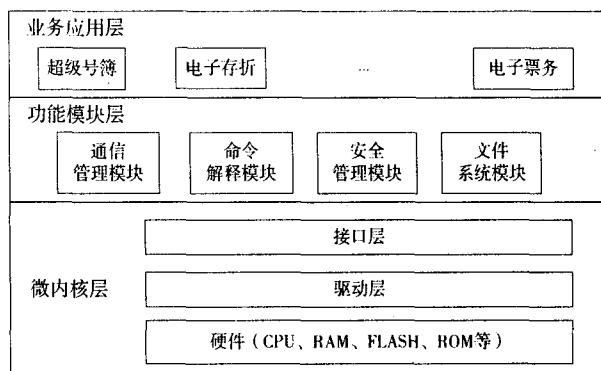 业务应用层
超级号簿
电子存折
...
电子票务
功能模块层
通信
管理模块
命令
解释模块
安全
管理模块
文件
系统模块
接口层
微内核层
驱动层
硬件（CPU、RAM、FLASH、ROM等）